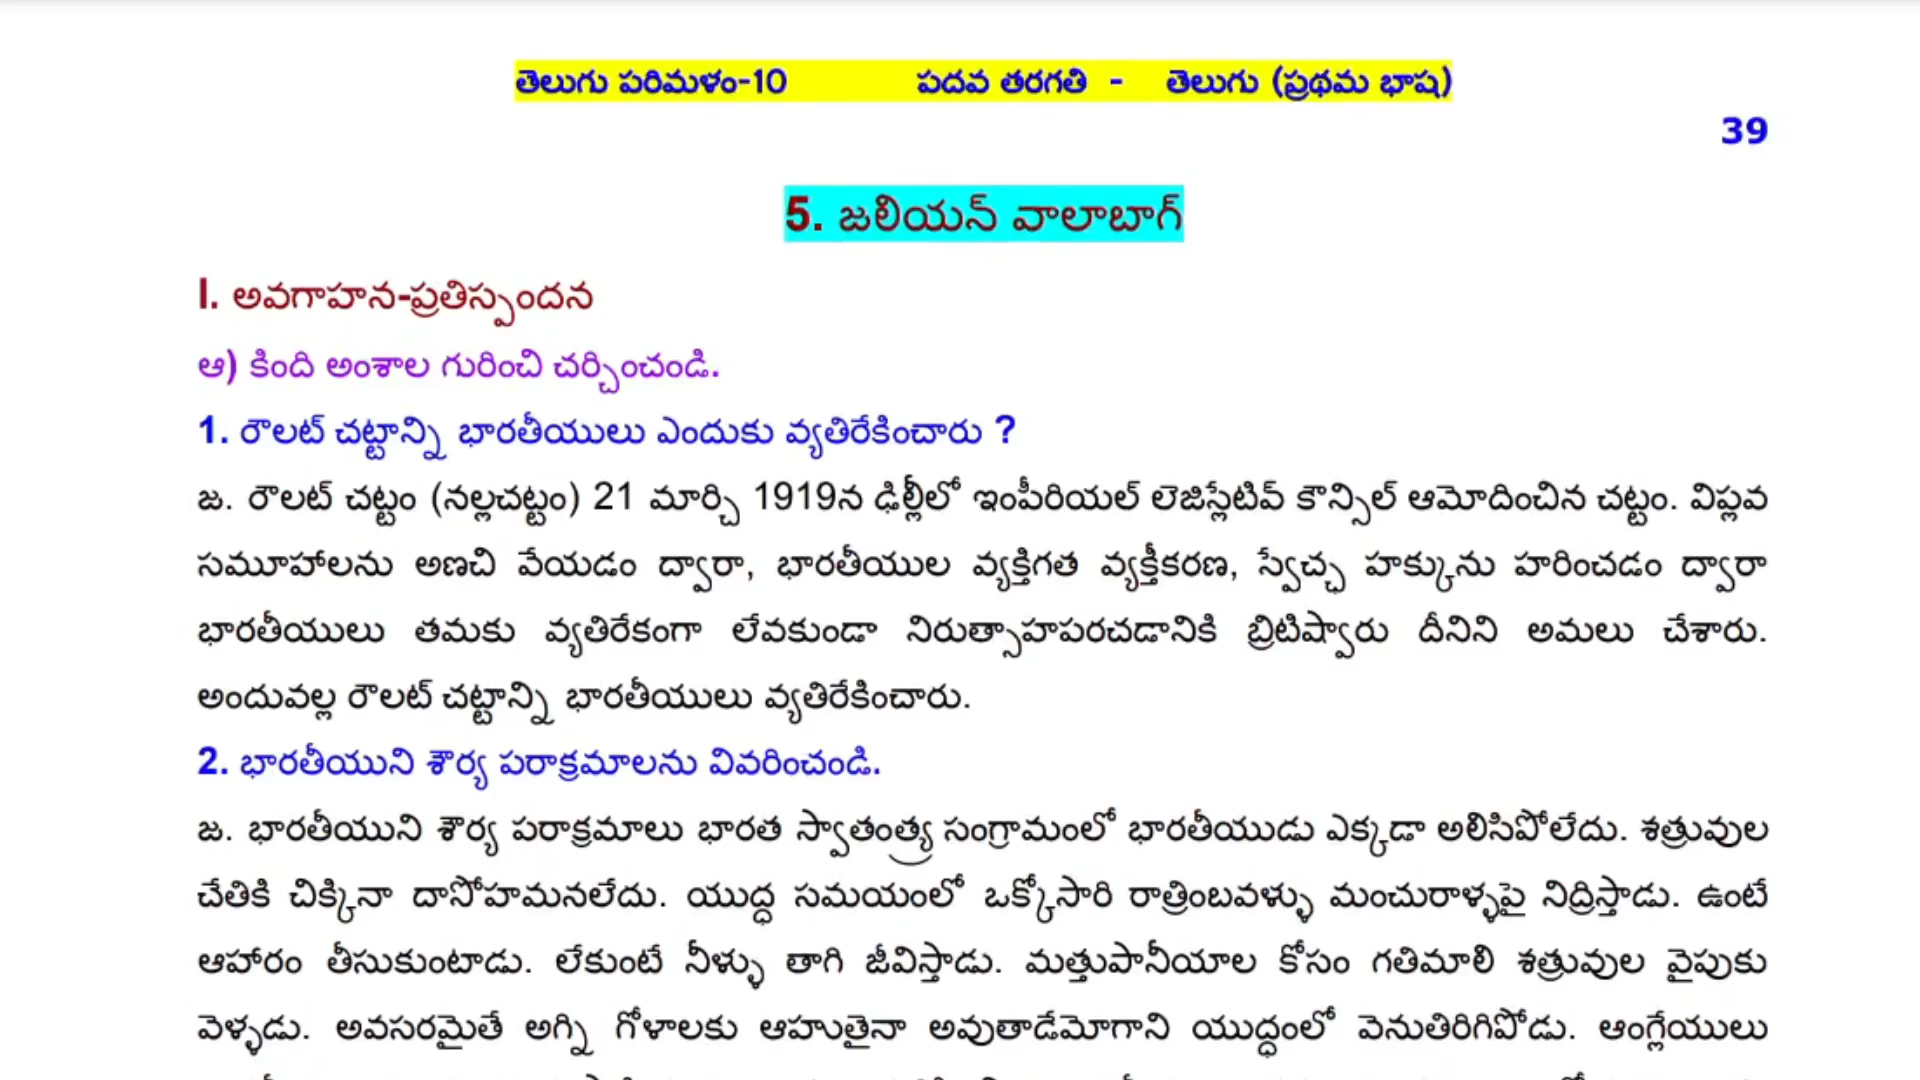 తెలుగు పరిమళం-10 పదవ తరగతి - తెలుగు (ప్రథమ భాష)
39
5. జలియన్ వాలాబాగ్
I. అవగాహన-ప్రతిస్పందన
ఆ) కింది అంశాల గురించి చర్చించండి.
1. రౌలట్ చట్టాన్ని భారతీయులు ఎందుకు వ్యతిరేకించారు ?
జ. రౌలట్ చట్టం (నల్లచట్టం) 21 మార్చి 1919న ఢిల్లీలో ఇంపీరియల్ లెజిస్లేటివ్ కౌన్సిల్ ఆమోదించిన చట్టం. విప్లవ
సమూహాలను అణచి వేయడం ద్వారా, భారతీయుల వ్యక్తిగత వ్యక్తీకరణ, స్వేచ్ఛ హక్కును హరించడం ద్వారా
భారతీయులు తమకు వ్యతిరేకంగా లేవకుండా నిరుత్సాహపరచడానికి బ్రిటిష్వారు దీనిని అమలు చేశారు.
అందువల్ల రౌలట్ చట్టాన్ని భారతీయులు వ్యతిరేకించారు.
2. భారతీయుని శౌర్య పరాక్రమాలను వివరించండి.
జ. భారతీయుని శౌర్య పరాక్రమాలు భారత స్వాతంత్ర్య సంగ్రామంలో భారతీయుడు ఎక్కడా అలిసిపోలేదు. శత్రువుల
చేతికి చిక్కినా దాసోహమనలేదు. యుద్ధ సమయంలో ఒక్కోసారి రాత్రింబవళ్ళు మంచురాళ్ళపై నిద్రిస్తాడు. ఉంటే
ఆహారం తీసుకుంటాడు. లేకుంటే నీళ్ళు తాగి జీవిస్తాడు. మత్తుపానీయాల కోసం గతిమాలి శత్రువుల వైపుకు
వెళ్ళడు. అవసరమైతే అగ్ని గోళాలకు ఆహుతైనా అవుతాడేమోగాని యుద్ధంలో వెనుతిరిగిపోడు. ఆంగ్లేయులు